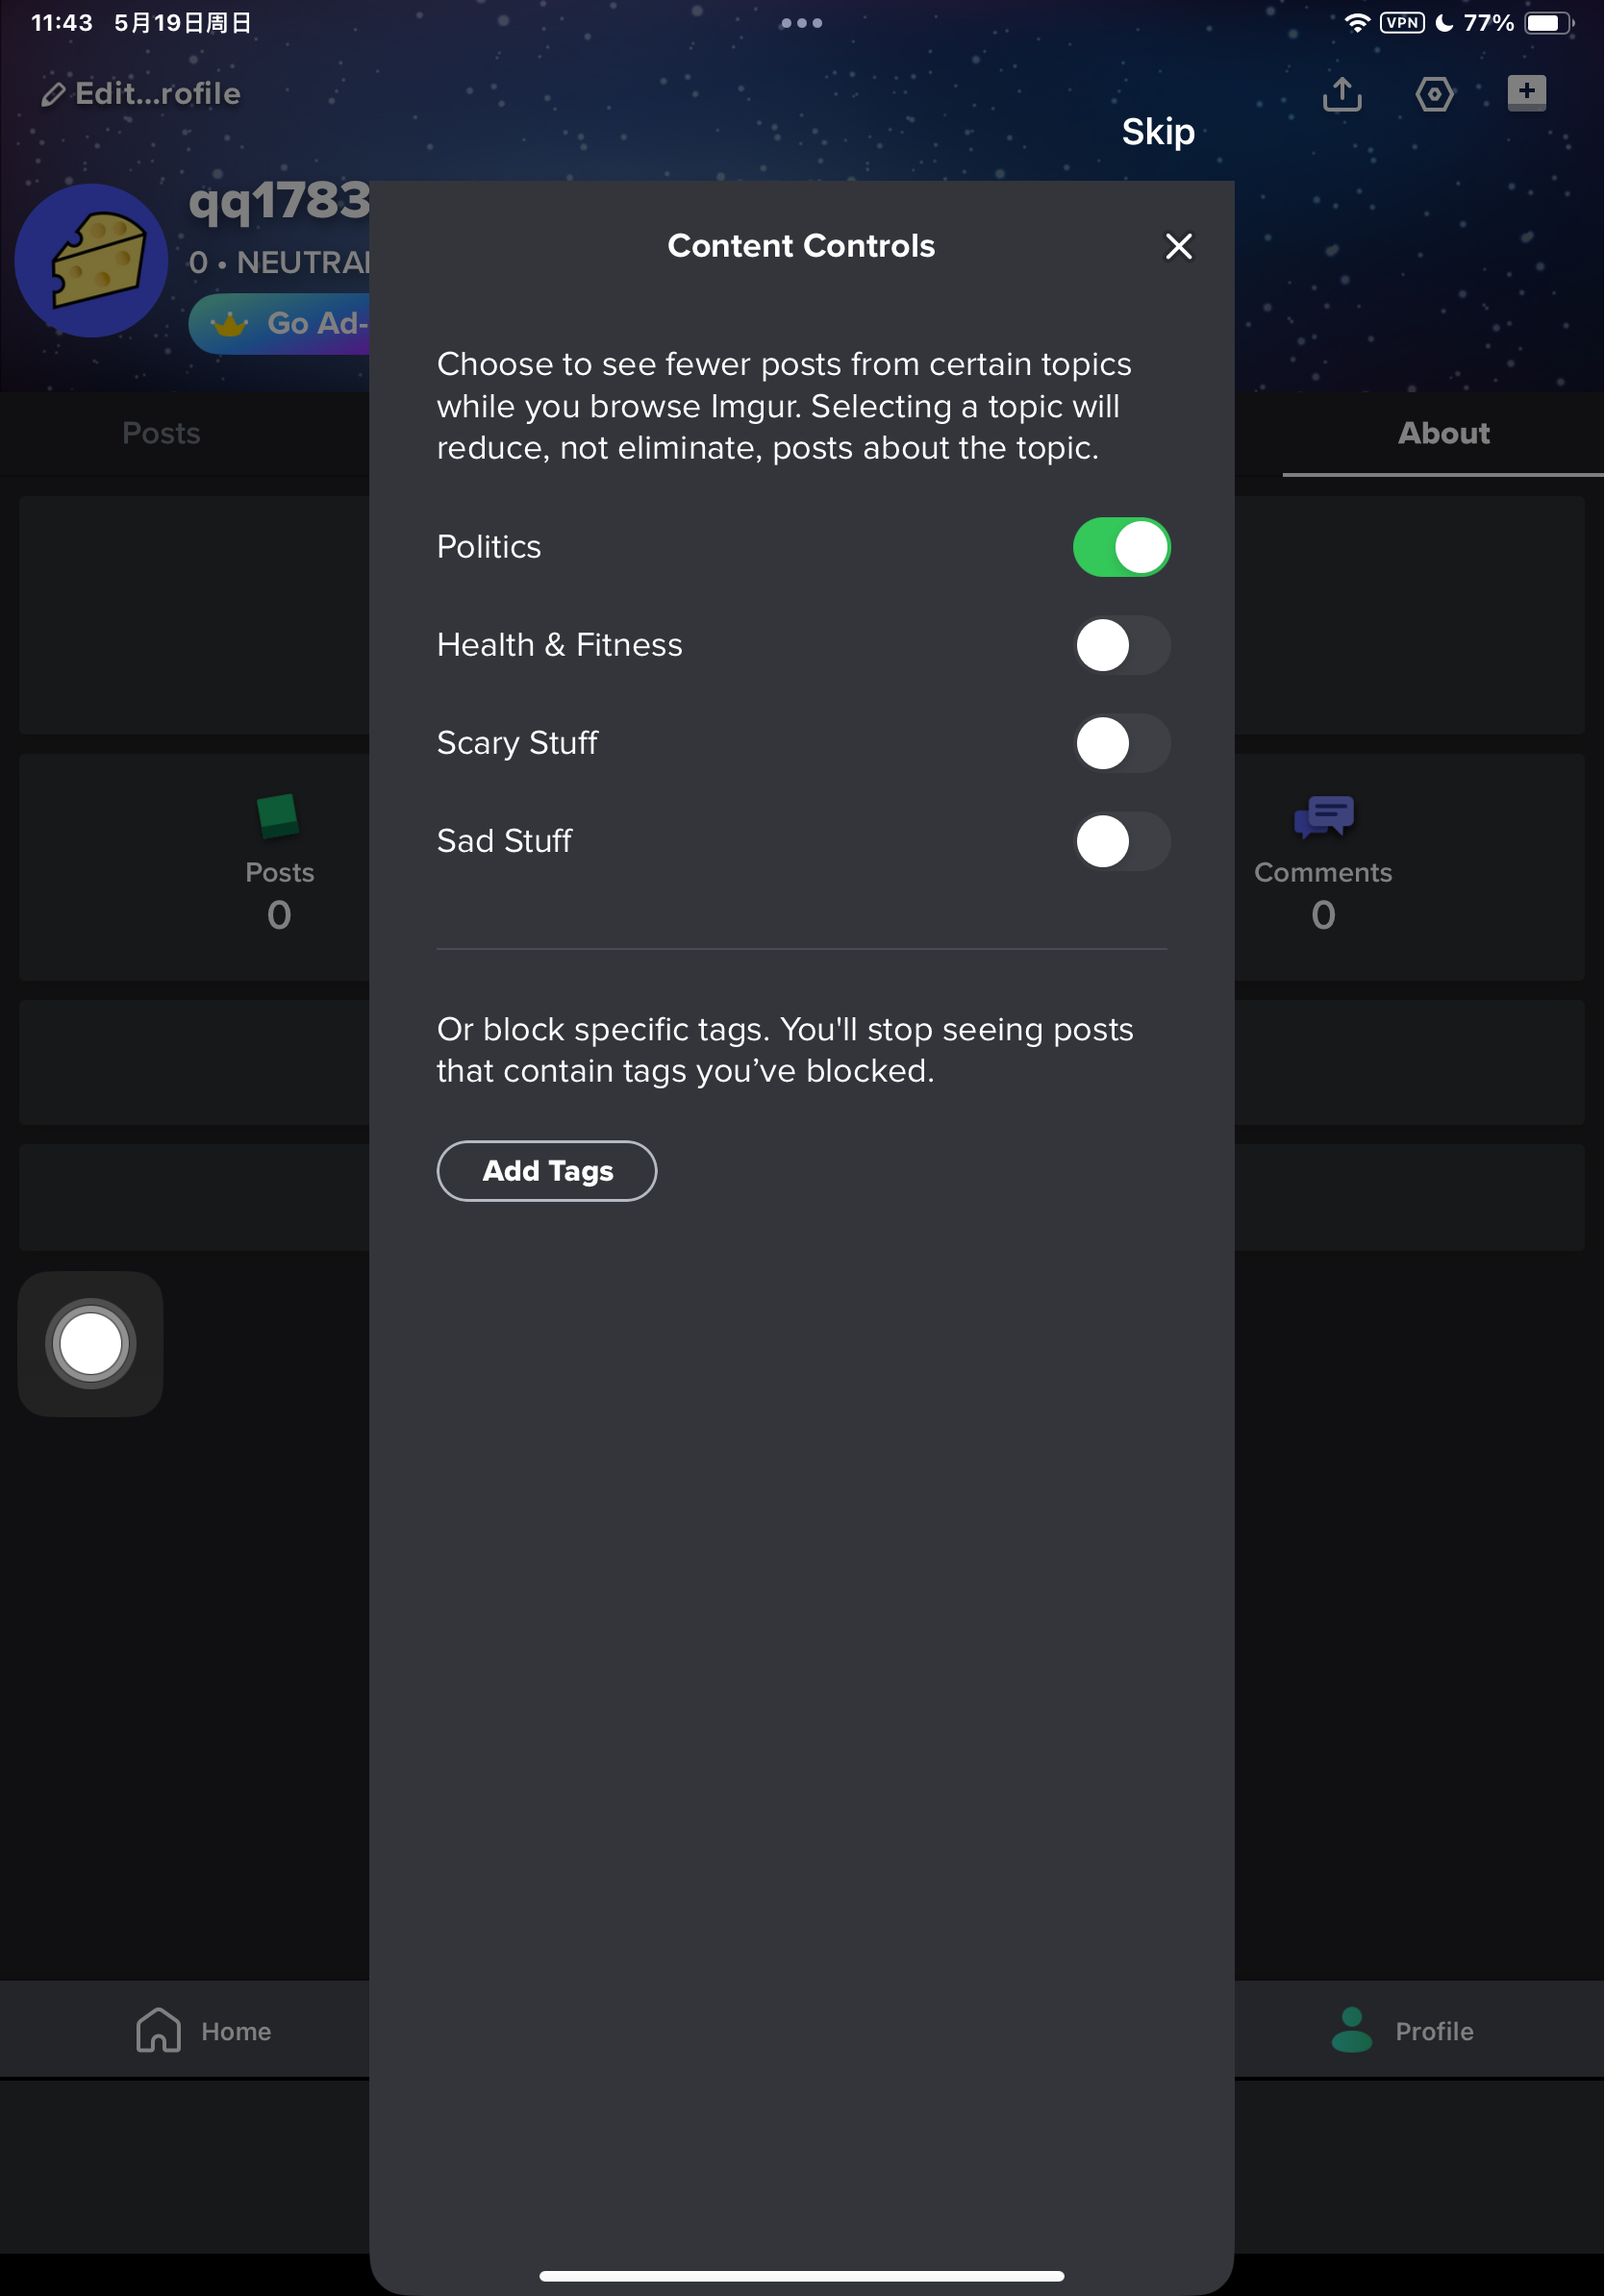 11:43 5月19日周日
VPN 77%
Edit...rofile
Skip
qq1783
0 • NEUTRAL
Go Ad-
Posts
About
Content Controls
Choose to see fewer posts from certain topics
while you browse Imgur. Selecting a topic will
reduce, not eliminate, posts about the topic.
Politics
Health & Fitness
Scary Stuff
Sad Stuff
Posts
0
Comments
0
Or block specific tags. You'll stop seeing posts
that contain tags you’ve blocked.
Add Tags
Home
Profile